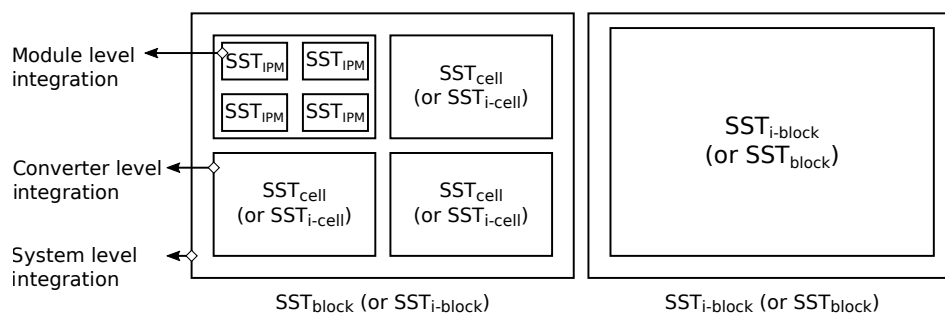 Module level
integration
SST_IPM SST_IPM
SST_IPM SST_IPM
SST_cell
(or SST_i-cell)
SST_i-block
(or SST_block)
Converter level
integration
SST_cell
(or SST_i-cell)
SST_cell
(or SST_i-cell)
System level
integration
SST_block (or SST_i-block)
SST_i-block (or SST_block)